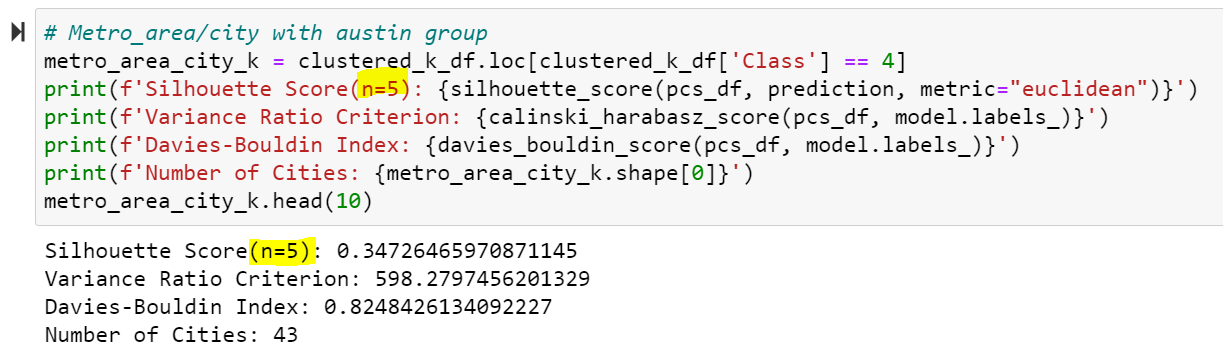 # Metro_area/city with austin group
metro_area_city_k = clustered_k_df.loc[clustered_k_df['Class'] == 4]
print(f'Silhouette Score(n=5): {silhouette_score(pcs_df, prediction, metric="euclidean")}')
print(f'Variance Ratio Criterion: {calinski_harabasz_score(pcs_df, model.labels_)}')
print(f'Davies-Bouldin Index: {davies_bouldin_score(pcs_df, model.labels_)}')
print(f'Number of Cities: {metro_area_city_k.shape[0]}')
metro_area_city_k.head(10)
Silhouette Score(n=5): 0.34726465970871145
Variance Ratio Criterion: 598.2797456201329
Davies-Bouldin Index: 0.8248426134092227
Number of Cities: 43